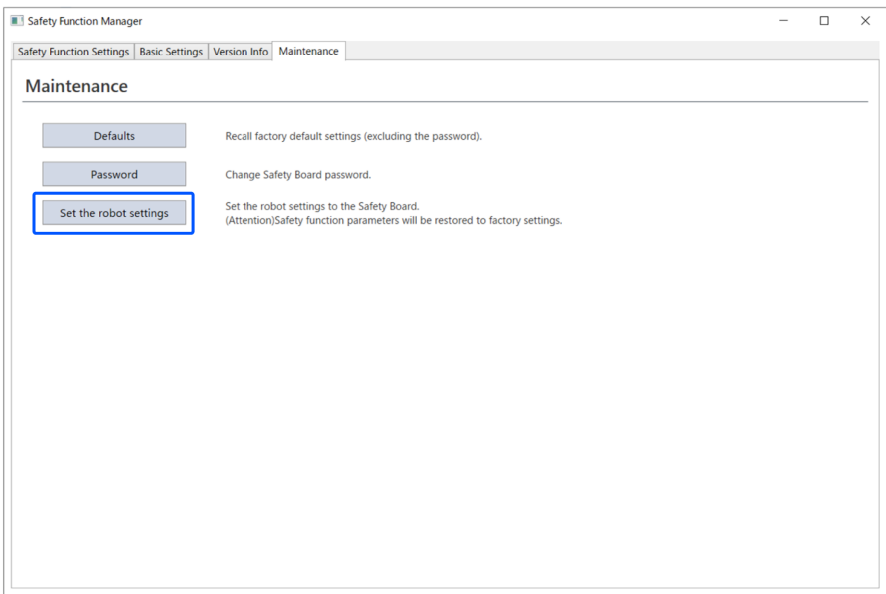 Safety Function Manager
Safety Function Settings Basic Settings Version Info Maintenance
Maintenance
Defaults Recall factory default settings (excluding the password).
Password Change Safety Board password.
Set the robot settings Set the robot settings to the Safety Board.
(Attention)Safety function parameters will be restored to factory settings.